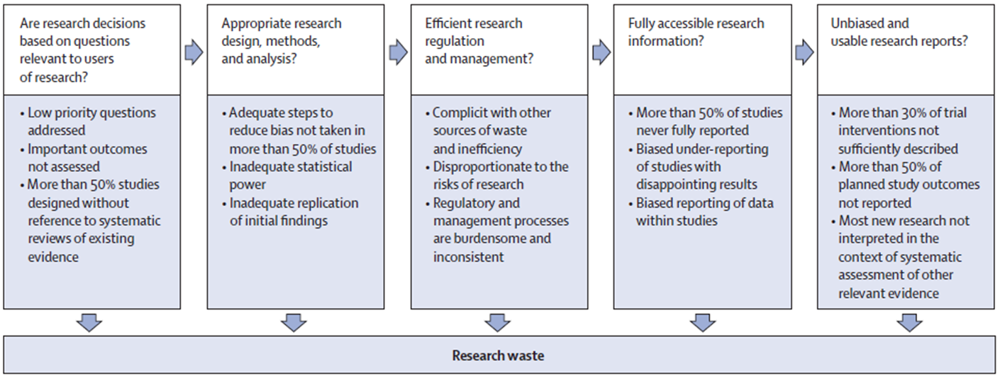 Are research decisions
based on questions
relevant to users
of research?
• Low priority questions
addressed
• Important outcomes
not assessed
• More than 50% studies
designed without
reference to systematic
reviews of existing
evidence
Appropriate research
design, methods,
and analysis?
• Adequate steps to
reduce bias not taken in
more than 50% of studies
• Inadequate statistical
power
• Inadequate replication
of initial findings
Efficient research
regulation
and management?
• Complicit with other
sources of waste
and inefficiency
• Disproportionate to the
risks of research
• Regulatory and
management processes
are burdensome and
inconsistent
Fully accessible research
information?
• More than 50% of studies
never fully reported
• Biased under-reporting
of studies with
disappointing results
• Biased reporting of data
within studies
Unbiased and
usable research reports?
• More than 30% of trial
interventions not
sufficiently described
• More than 50% of
planned study outcomes
not reported
• Most new research not
interpreted in the
context of systematic
assessment of other
relevant evidence
Research waste